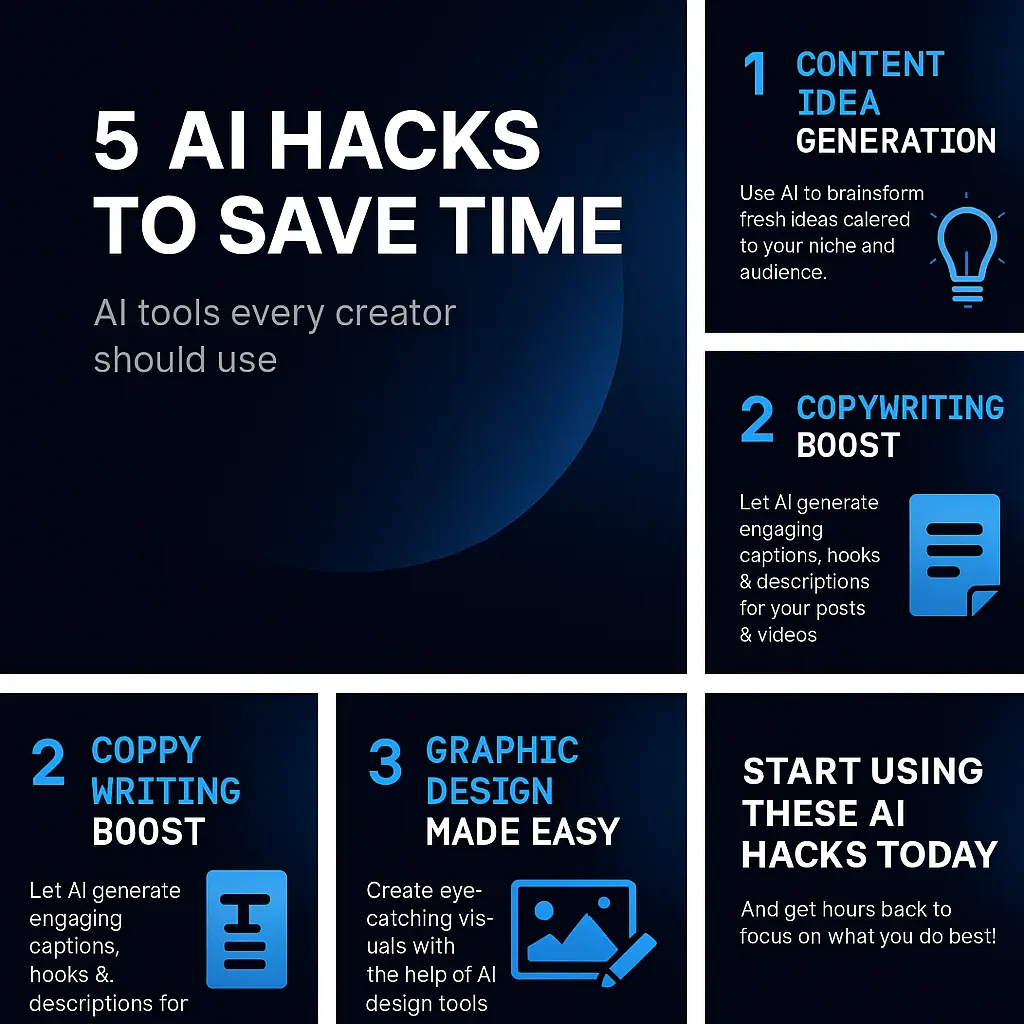 5 AI HACKS
TO SAVE TIME
AI tools every creator
should use
1 CONTENT
IDEA
GENERATION
Use AI to brainsform
fresh ideas calered
to your niche and
audience.
2 COPYWRITING
BOOST
Let AI generate
engaging
captions, hooks
& descriptions
for your posts
& videos
2 COPPY
WRITING
BOOST
Let AI generate
engaging
captions,
hooks &.
descriptions for
3 GRAPHIC
DESIGN
MADE EASY
Create eye-
catching vis-
uals with
the help of AI
design tools
START USING
THESE AI
HACKS TODAY
And get hours back to
focus on what you do best!